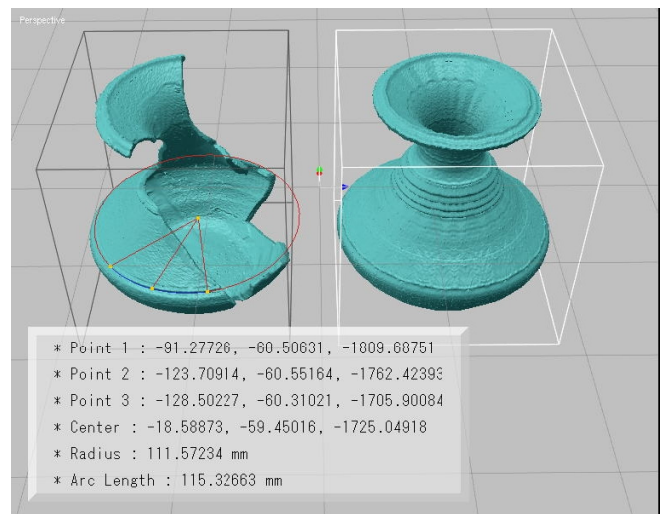 Perspective
* Point 1 : -91.27726, -60.50631, -1809.68751
* Point 2 : -123.70914, -60.55164, -1762.42393
* Point 3 : -128.50227, -60.31021, -1705.90084
* Center : -18.58873, -59.45016, -1725.04918
* Radius : 111.57234 mm
* Arc Length : 115.32663 mm